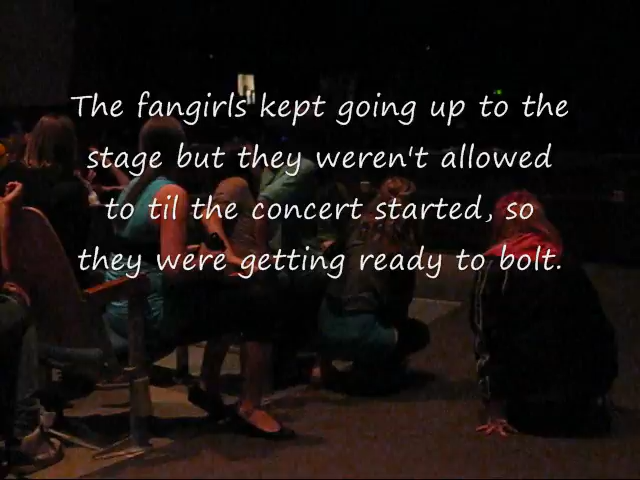 The fangirls kept going up to the
stage but they weren't allowed
to til the concert started, so
they were getting ready to bolt.